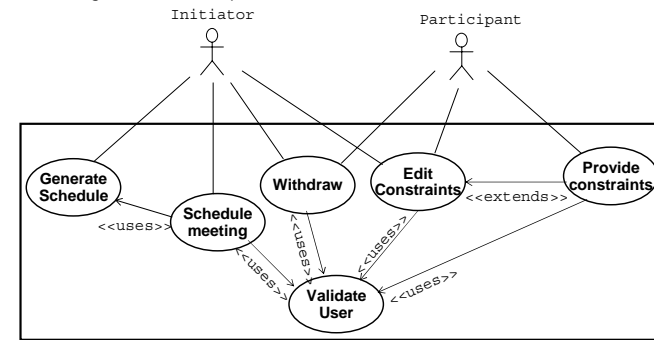 Initiator
Participant
Generate
Schedule
Schedule
meeting
Withdraw
Edit
Constraints
Provide
constraints
<<extends>>
<<uses>>
<<uses>>
<<uses>>
<<uses>>
<<uses>>
Validate
User